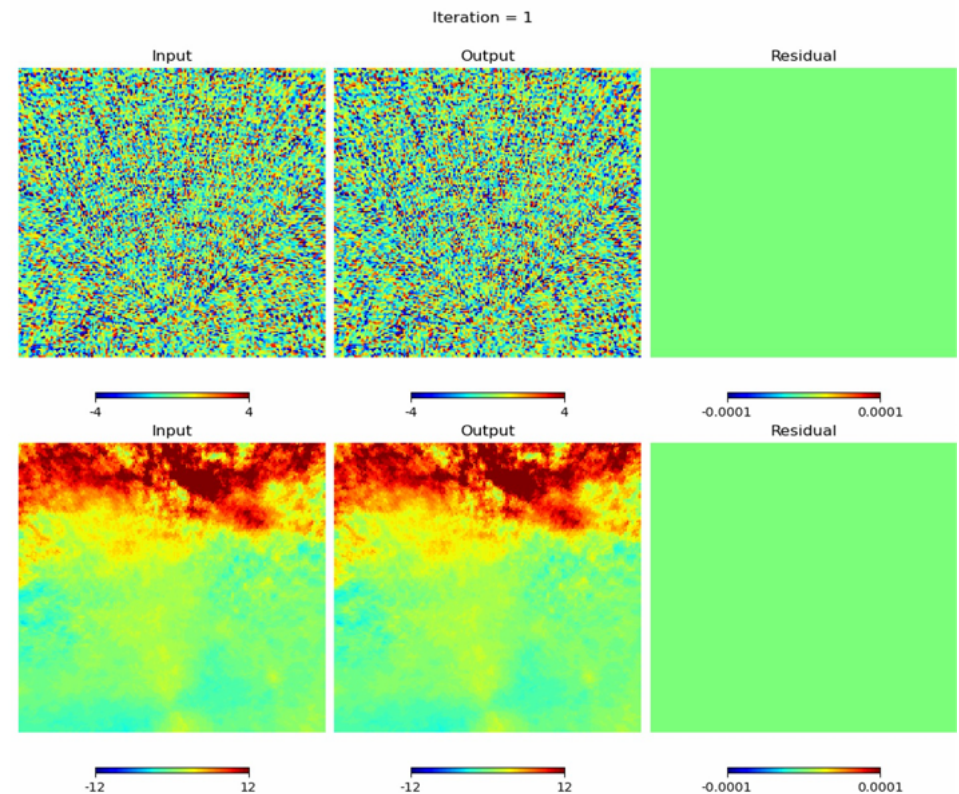 Iteration = 1
Input Output Residual
-4 4 -4 4 -0.0001 0.0001
Input Output Residual
-12 12 -12 12 -0.0001 0.0001